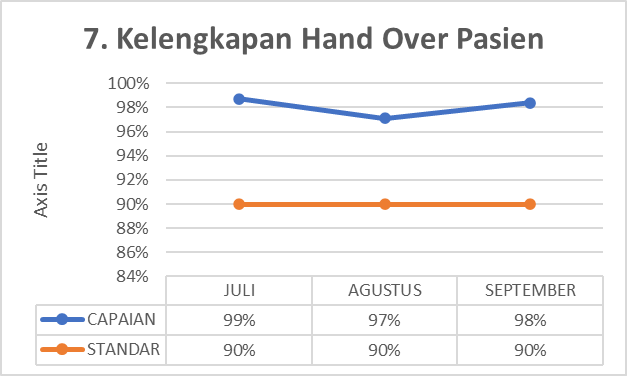 7. Kelengkapan Hand Over Pasien
Axis Title
100%
98%
96%
94%
92%
90%
88%
86%
84%
JULI AGUSTUS SEPTEMBER
CAPAIAN 99% 97% 98%
STANDAR 90% 90% 90%